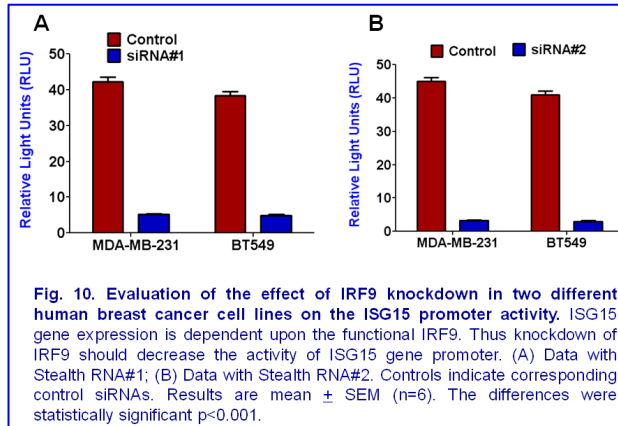 A
Control
siRNA#1
Relative Light Units (RLU)
50
40
30
20
10
0
MDA-MB-231 BT549
B
Control siRNA#2
Relative Light Units (RLU)
50
40
30
20
10
0
MDA-MB-231 BT549
Fig. 10. Evaluation of the effect of IRF9 knockdown in two different
human breast cancer cell lines on the ISG15 promoter activity. ISG15
gene expression is dependent upon the functional IRF9. Thus knockdown of
IRF9 should decrease the activity of ISG15 gene promoter. (A) Data with
Stealth RNA#1; (B) Data with Stealth RNA#2. Controls indicate corresponding
control siRNAs. Results are mean ± SEM (n=6). The differences were
statistically significant p<0.001.